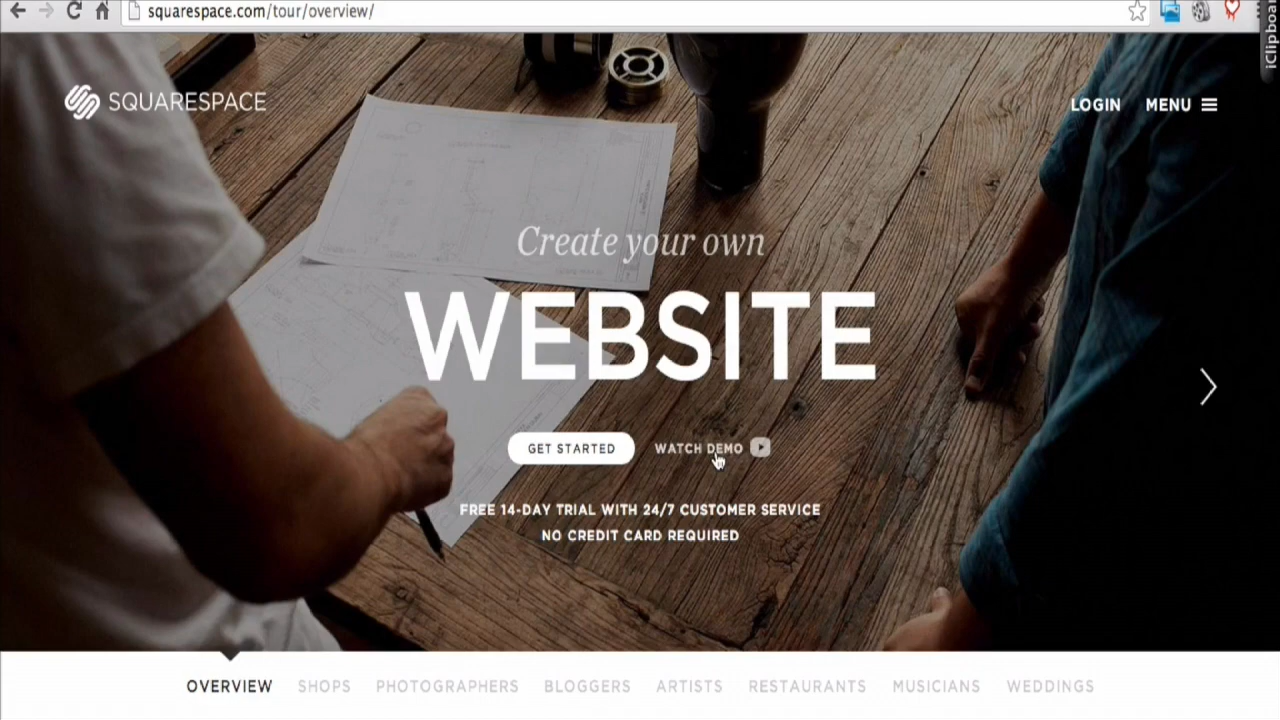 squarespace.com/tour/overview/
iClipboar
SQUARESPACE
LOGIN MENU
Create your own
WEBSITE
GET STARTED WATCH DEMO
FREE 14-DAY TRIAL WITH 24/7 CUSTOMER SERVICE
NO CREDIT CARD REQUIRED
OVERVIEW SHOPS PHOTOGRAPHERS BLOGGERS ARTISTS RESTAURANTS MUSICIANS WEDDINGS